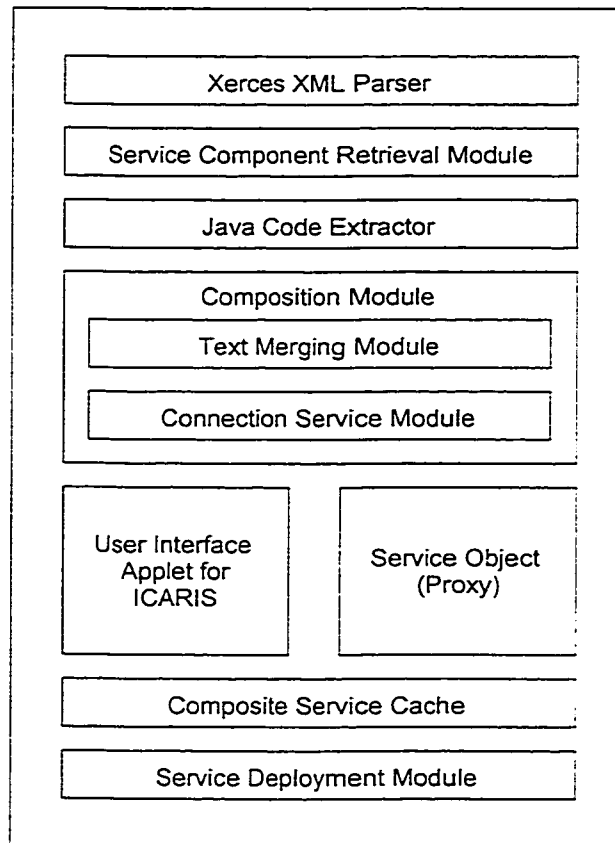 Xerces XML Parser
Service Component Retrieval Module
Java Code Extractor
Composition Module
Text Merging Module
Connection Service Module
User Interface
Applet for
ICARIS
Service Object
(Proxy)
Composite Service Cache
Service Deployment Module